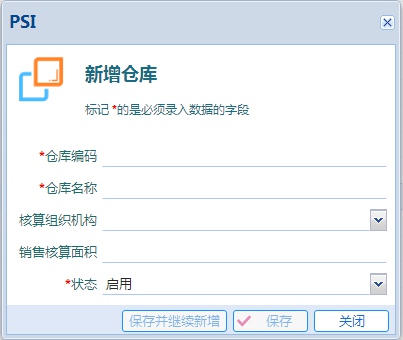 PSI
新增仓库
标记 *的是必须录入数据的字段
*仓库编码
*仓库名称
核算组织机构
销售核算面积
*状态 启用
保存并继续新增 保存 关闭